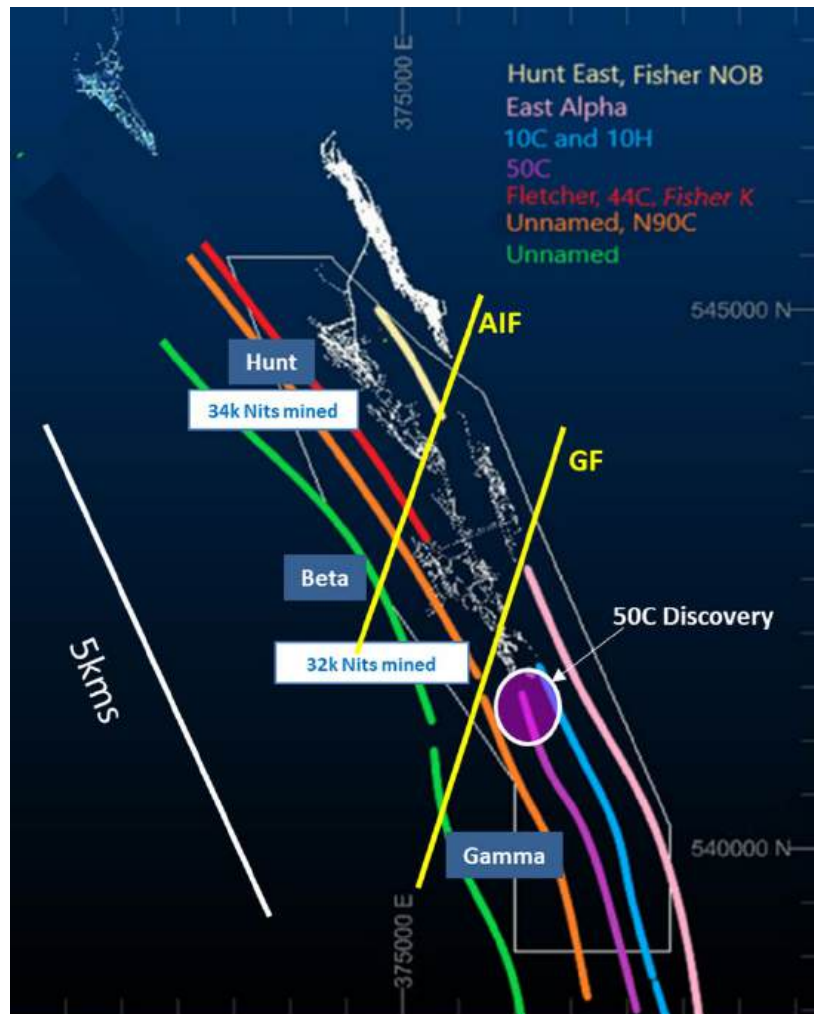 375000 E
Hunt East, Fisher NOB
East Alpha
10C and 10H
50C
Fletcher, 44C, Fisher K
Unnamed, N90C
Unnamed
545000 N
AIF
Hunt
34k Nits mined
GF
Beta
50C Discovery
32k Nits mined
5kms
540000 N
Gamma
375000 E